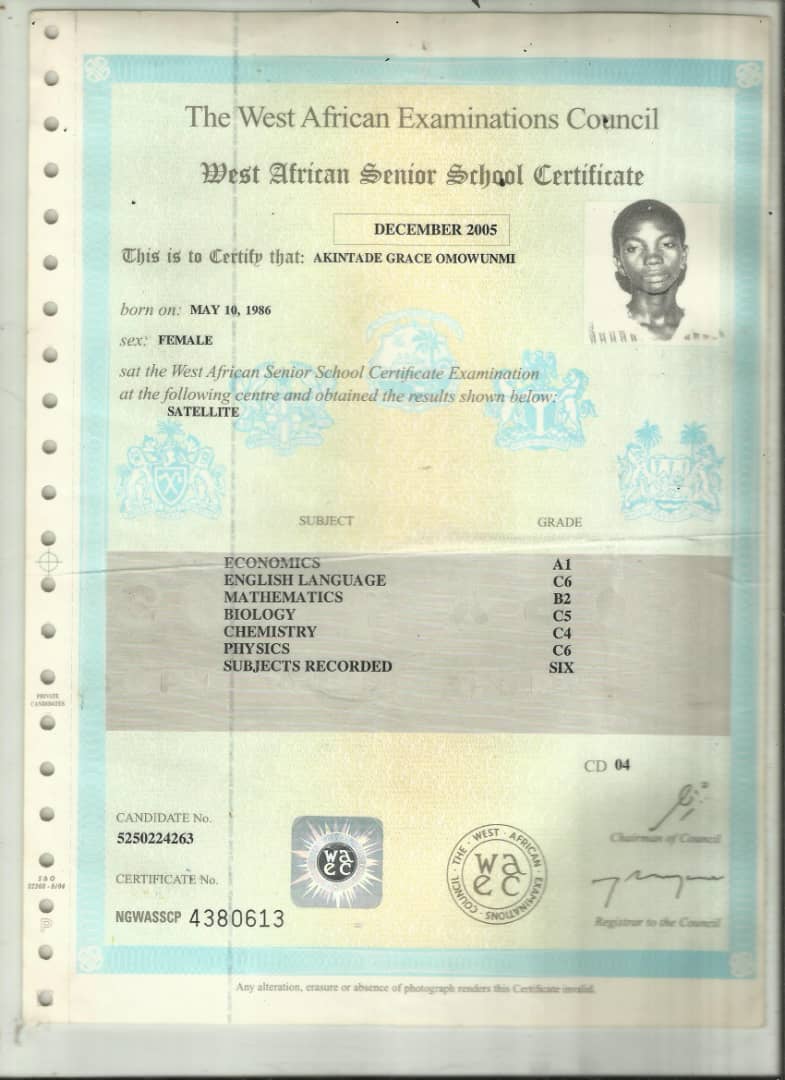 The West African Examinations Council
West African Senior School Certificate
DECEMBER 2005
This is to Certify that: AKINTADE GRACE OMOWUNMI
born on: MAY 10, 1986
sex: FEMALE
sat the West African Senior School Certificate Examination
at the following centre and obtained the results shown below:
SATELLITE
SUBJECT GRADE
ECONOMICS A1
ENGLISH LANGUAGE C6
MATHEMATICS B2
BIOLOGY C5
CHEMISTRY C4
PHYSICS C6
SUBJECTS RECORDED SIX
PRIVATE
CANDIDATES
CD 04
CANDIDATE No.
5250224263
Chairman of Council
CERTIFICATE No.
NGWASSCP 4380613
waec
THE · WEST · AFRICAN · EXAMINATIONS · COUNCIL
waec
Registrar to the Council
P
Any alteration, erasure or absence of photograph renders this Certificate invalid.